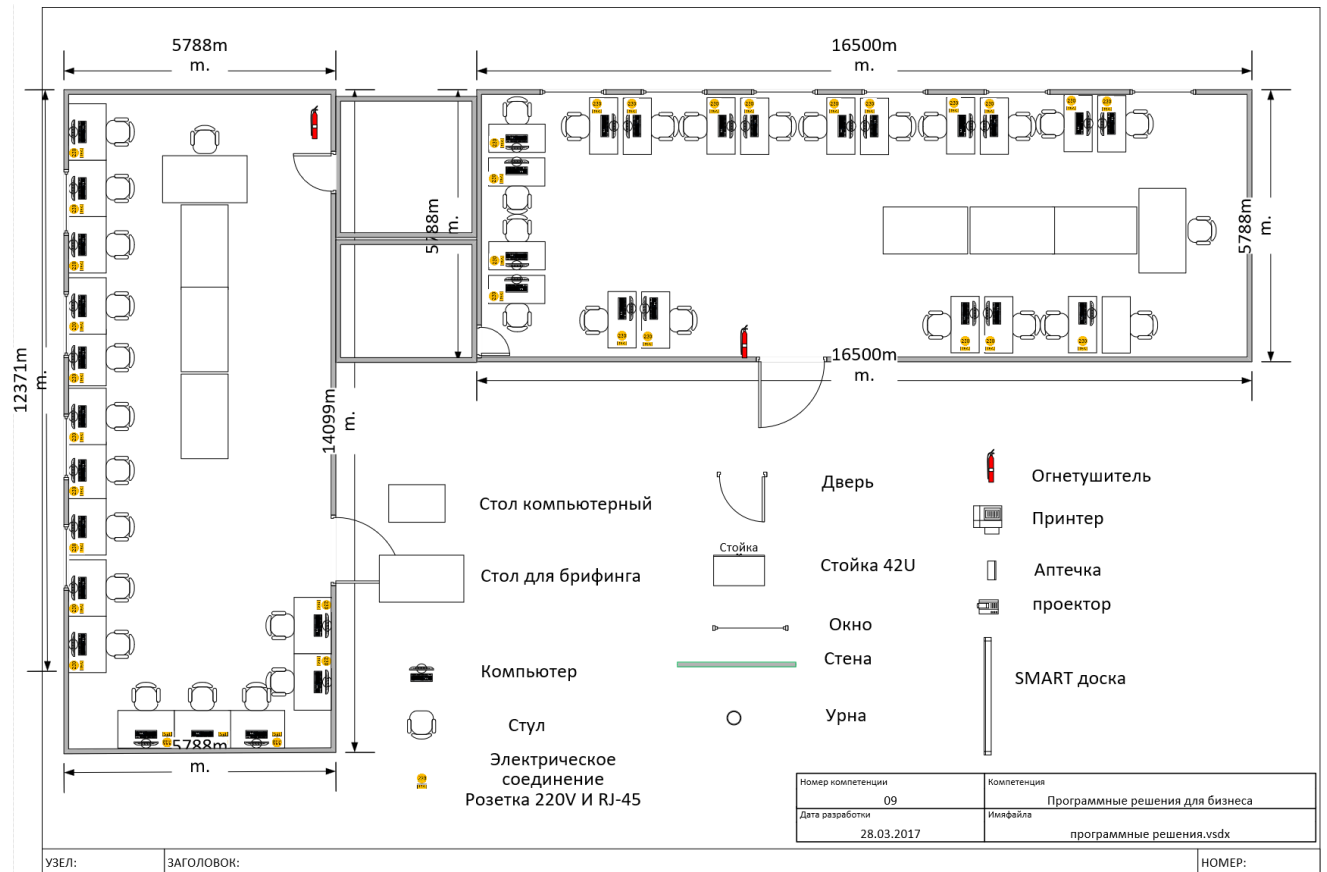 5788m
m.
16500m
m.
5788m
m.
5788m
m.
12371m
m.
14099m
m.
16500m
m.
5788m
m.
Стол компьютерный
Стол для брифинга
Компьютер
Стул
Электрическое
соединение
Розетка 220V И RJ-45
Дверь
Стойка
Стойка 42U
Окно
Стена
Урна
Огнетушитель
Принтер
Аптечка
проектор
SMART доска
Номер компетенции
09
Компетенция
Программные решения для бизнеса
Дата разработки
28.03.2017
Имяфайла
программные решения.vsdx
УЗЕЛ:
ЗАГОЛОВОК:
НОМЕР: